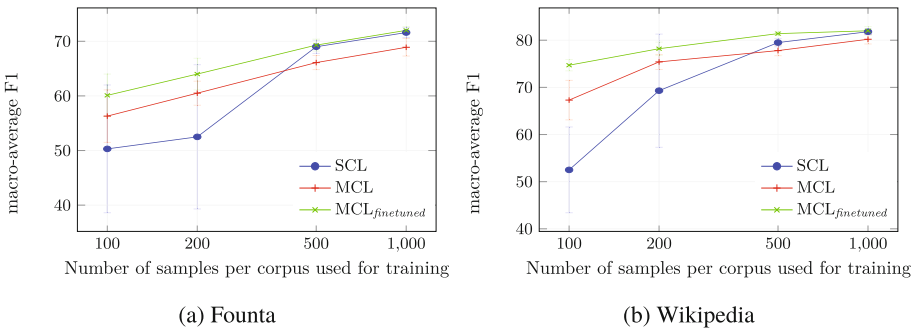 macro-average F1
70
60
50
40
SCL
MCL
MCLfinetuned
100 200 500 1,000
Number of samples per corpus used for training
(a) Founta
macro-average F1
80
70
60
50
40
SCL
MCL
MCLfinetuned
100 200 500 1,000
Number of samples per corpus used for training
(b) Wikipedia